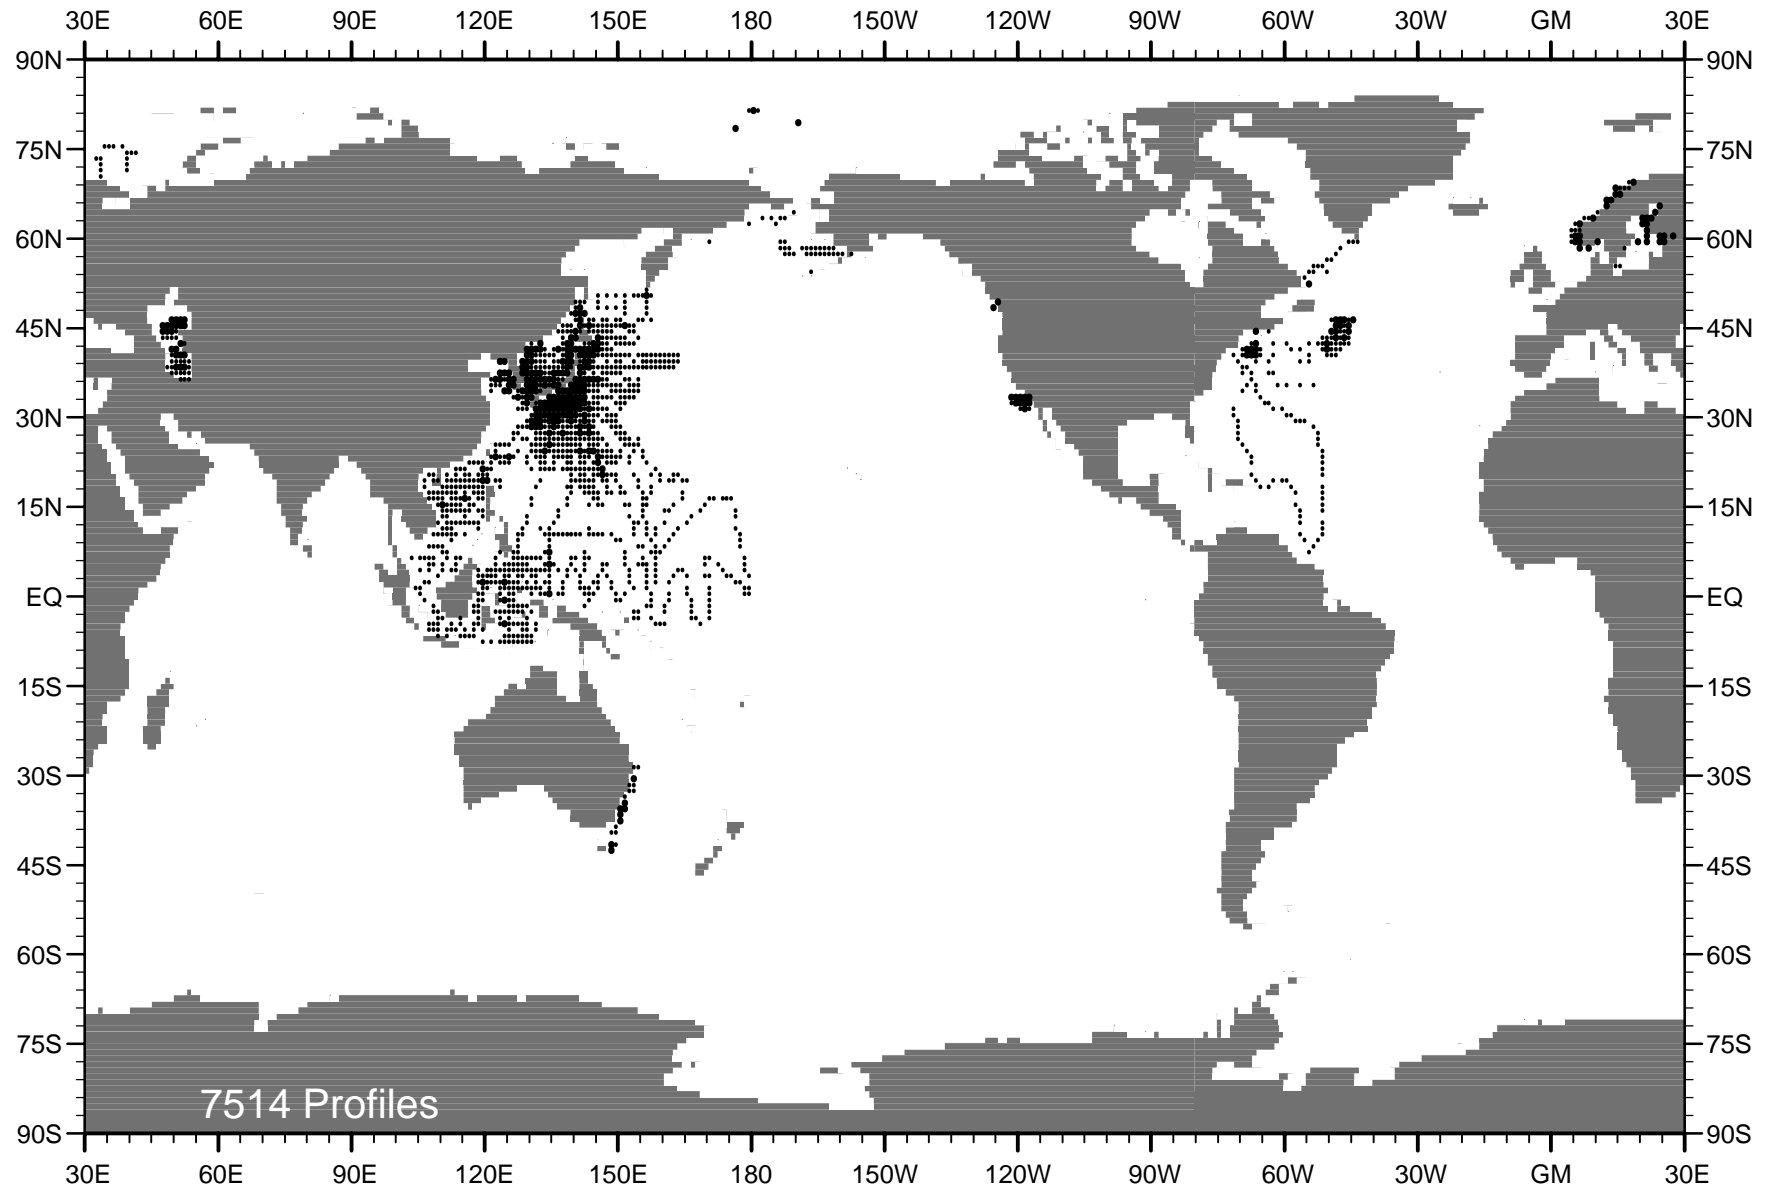 30E 60E 90E 120E 150E 180 150W 120W 90W 60W 30W GM 30E
90N 90N
75N 75N
60N 60N
45N 45N
30N 30N
15N 15N
EQ EQ
15S 15S
30S 30S
45S 45S
60S 60S
75S 75S
7514 Profiles
90S 90S
30E 60E 90E 120E 150E 180 150W 120W 90W 60W 30W GM 30E